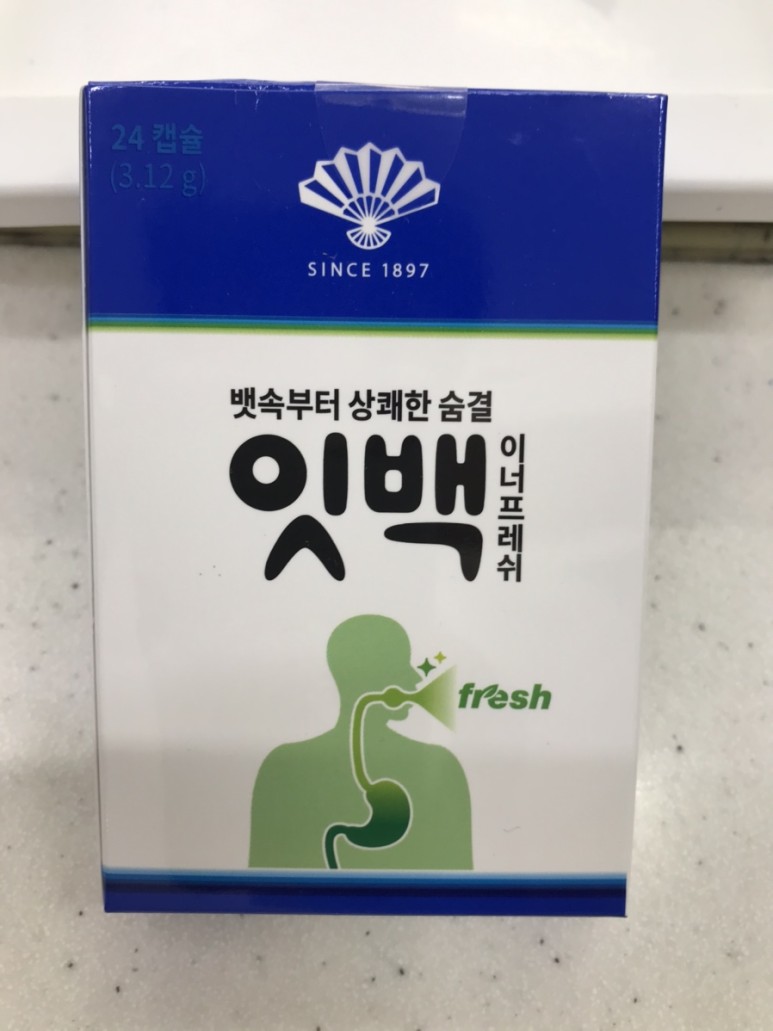 24 캡슐
(3.12 g)
SINCE 1897
뱃속부터 상쾌한 숨결
잇백
이너프레쉬
fresh